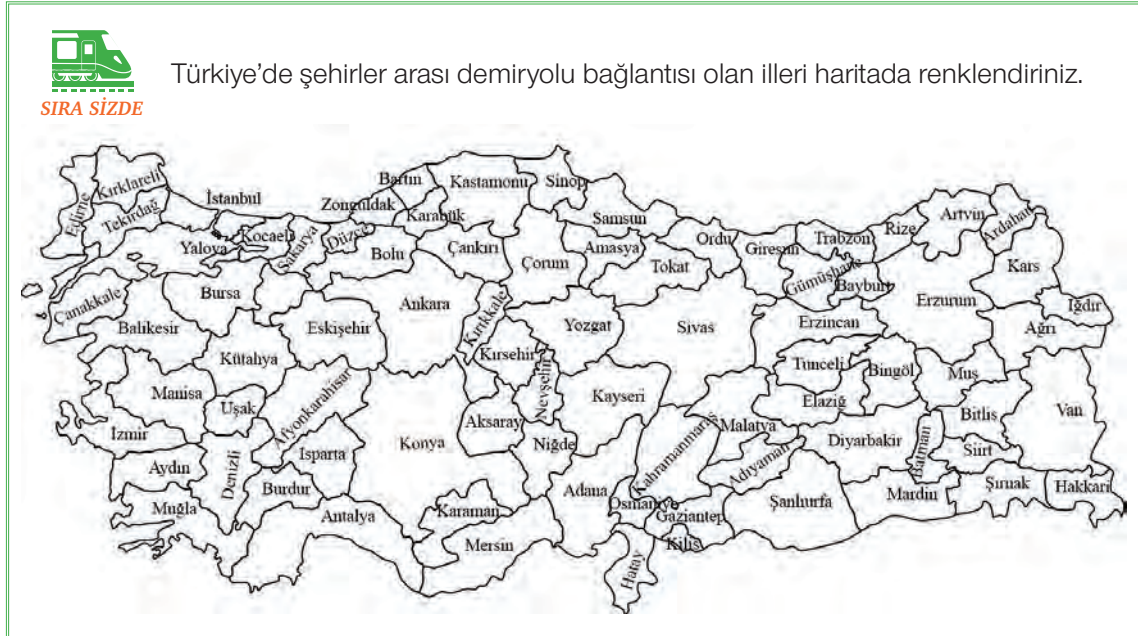 Türkiye’de şehirler arası demiryolu bağlantısı olan illeri haritada renklendiriniz.
SIRA SİZDE
Kırklareli
Edirne
Tekirdağ
İstanbul
Yalova
Kocaeli
Sakarya
Düzce
Zonguldak
Bartın
Karabük
Kastamonu
Sinop
Bolu
Çankırı
Çorum
Samsun
Amasya
Tokat
Ordu
Giresun
Trabzon
Gümüşhane
Bayburt
Rize
Artvin
Ardahan
Kars
Iğdır
Ağrı
Erzurum
Erzincan
Çanakkale
Balıkesir
Bursa
Eskişehir
Kütahya
Ankara
Kırıkkale
Kırşehir
Yozgat
Sivas
Nevşehir
Kayseri
Tunceli
Bingöl
Muş
Elazığ
Bitlis
Van
Manisa
Uşak
Afyonkarahisar
İzmir
Aydın
Denizli
Isparta
Burdur
Muğla
Antalya
Konya
Aksaray
Niğde
Karaman
Mersin
Adana
Kahramanmaraş
Malatya
Adıyaman
Osmaniye
Gaziantep
Kilis
Hatay
Şanlıurfa
Diyarbakır
Batman
Siirt
Mardin
Şırnak
Hakkari